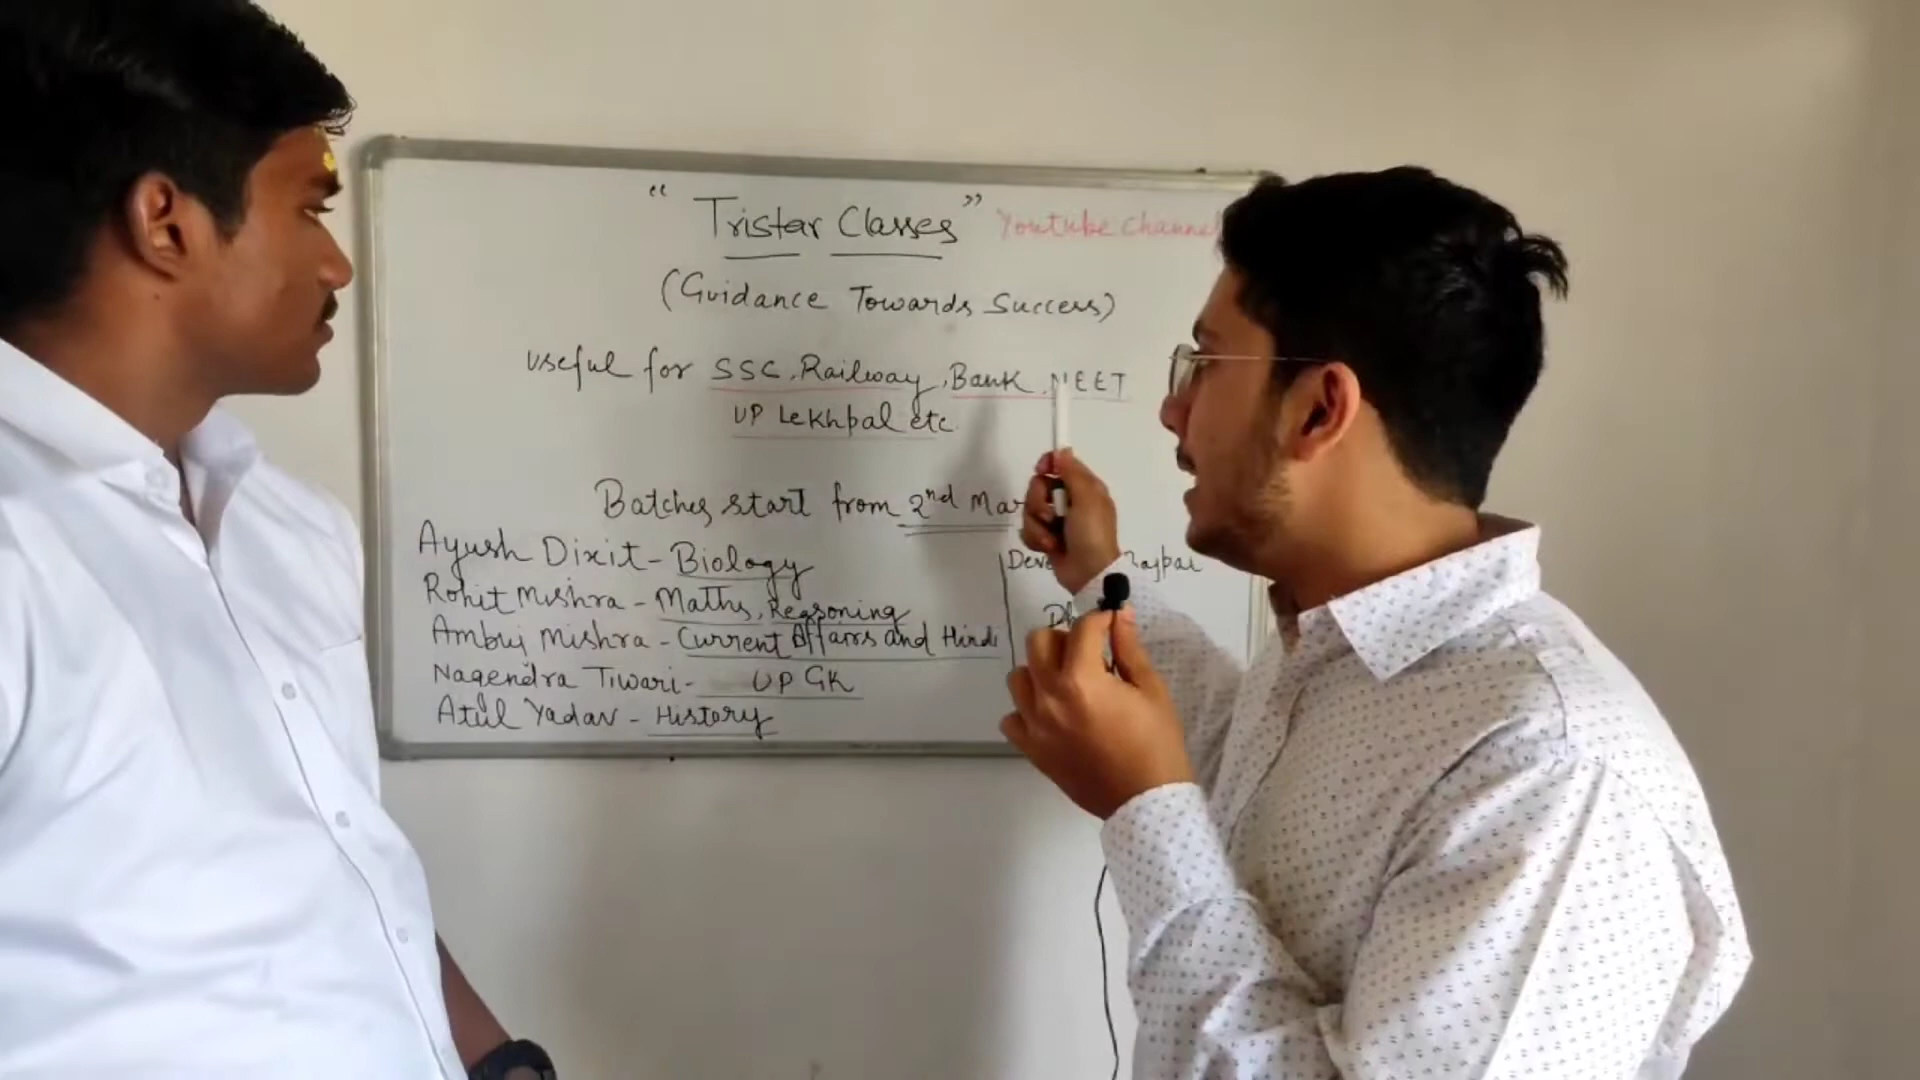 "Tristar Classes" Youtube Channel
(Guidance Towards Success)
Useful for SSC, Railway, Bank, NEET
UP Lekhpal etc.
Batches start from 2nd Mar
Ayush Dixit - Biology
Rohit Mishra - Maths, Reasoning
Ambuj Mishra - Current Affairs and Hindi
Nagendra Tiwari - UP GK
Atul Yadav - History